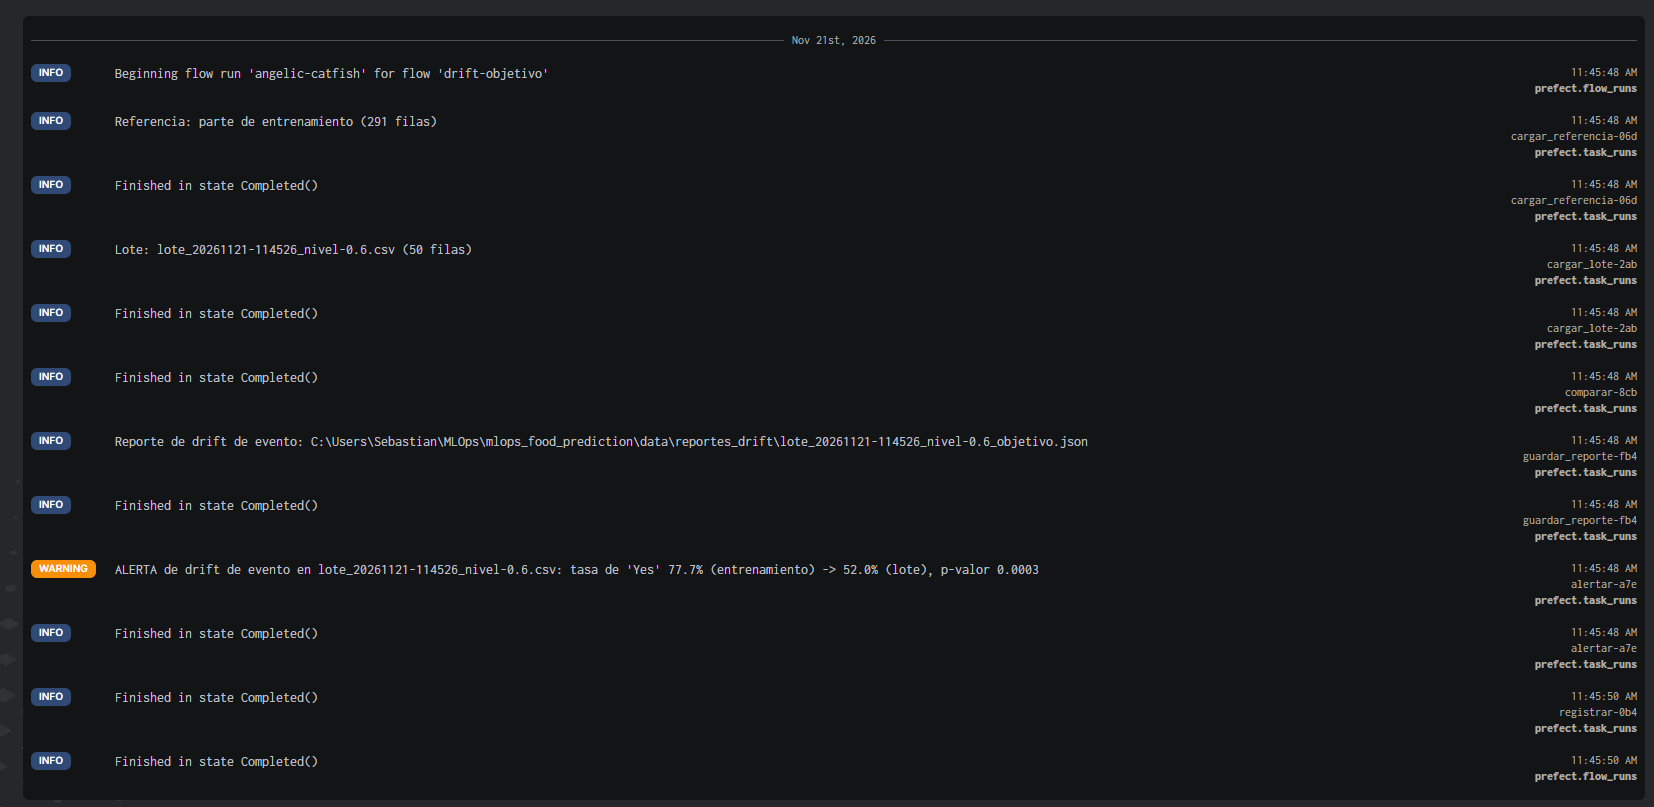 Nov 21st, 2026
INFO Beginning flow run 'angelic-catfish' for flow 'drift-objetivo' 11:45:48 AM
prefect.flow_runs
INFO Referencia: parte de entrenamiento (291 filas) 11:45:48 AM
cargar_referencia-06d
prefect.task_runs
INFO Finished in state Completed() 11:45:48 AM
cargar_referencia-06d
prefect.task_runs
INFO Lote: lote_20261121-114526_nivel-0.6.csv (50 filas) 11:45:48 AM
cargar_lote-2ab
prefect.task_runs
INFO Finished in state Completed() 11:45:48 AM
cargar_lote-2ab
prefect.task_runs
INFO Finished in state Completed() 11:45:48 AM
comparar-8cb
prefect.task_runs
INFO Reporte de drift de evento: C:\Users\Sebastian\MLOps\mlops_food_prediction\data\reportes_drift\lote_20261121-114526_nivel-0.6_objetivo.json 11:45:48 AM
guardar_reporte-fb4
prefect.task_runs
INFO Finished in state Completed() 11:45:48 AM
guardar_reporte-fb4
prefect.task_runs
WARNING ALERTA de drift de evento en lote_20261121-114526_nivel-0.6.csv: tasa de 'Yes' 77.7% (entrenamiento) -> 52.0% (lote), p-valor 0.0003 11:45:48 AM
alertar-a7e
prefect.task_runs
INFO Finished in state Completed() 11:45:48 AM
alertar-a7e
prefect.task_runs
INFO Finished in state Completed() 11:45:50 AM
registrar-0b4
prefect.task_runs
INFO Finished in state Completed() 11:45:50 AM
prefect.flow_runs